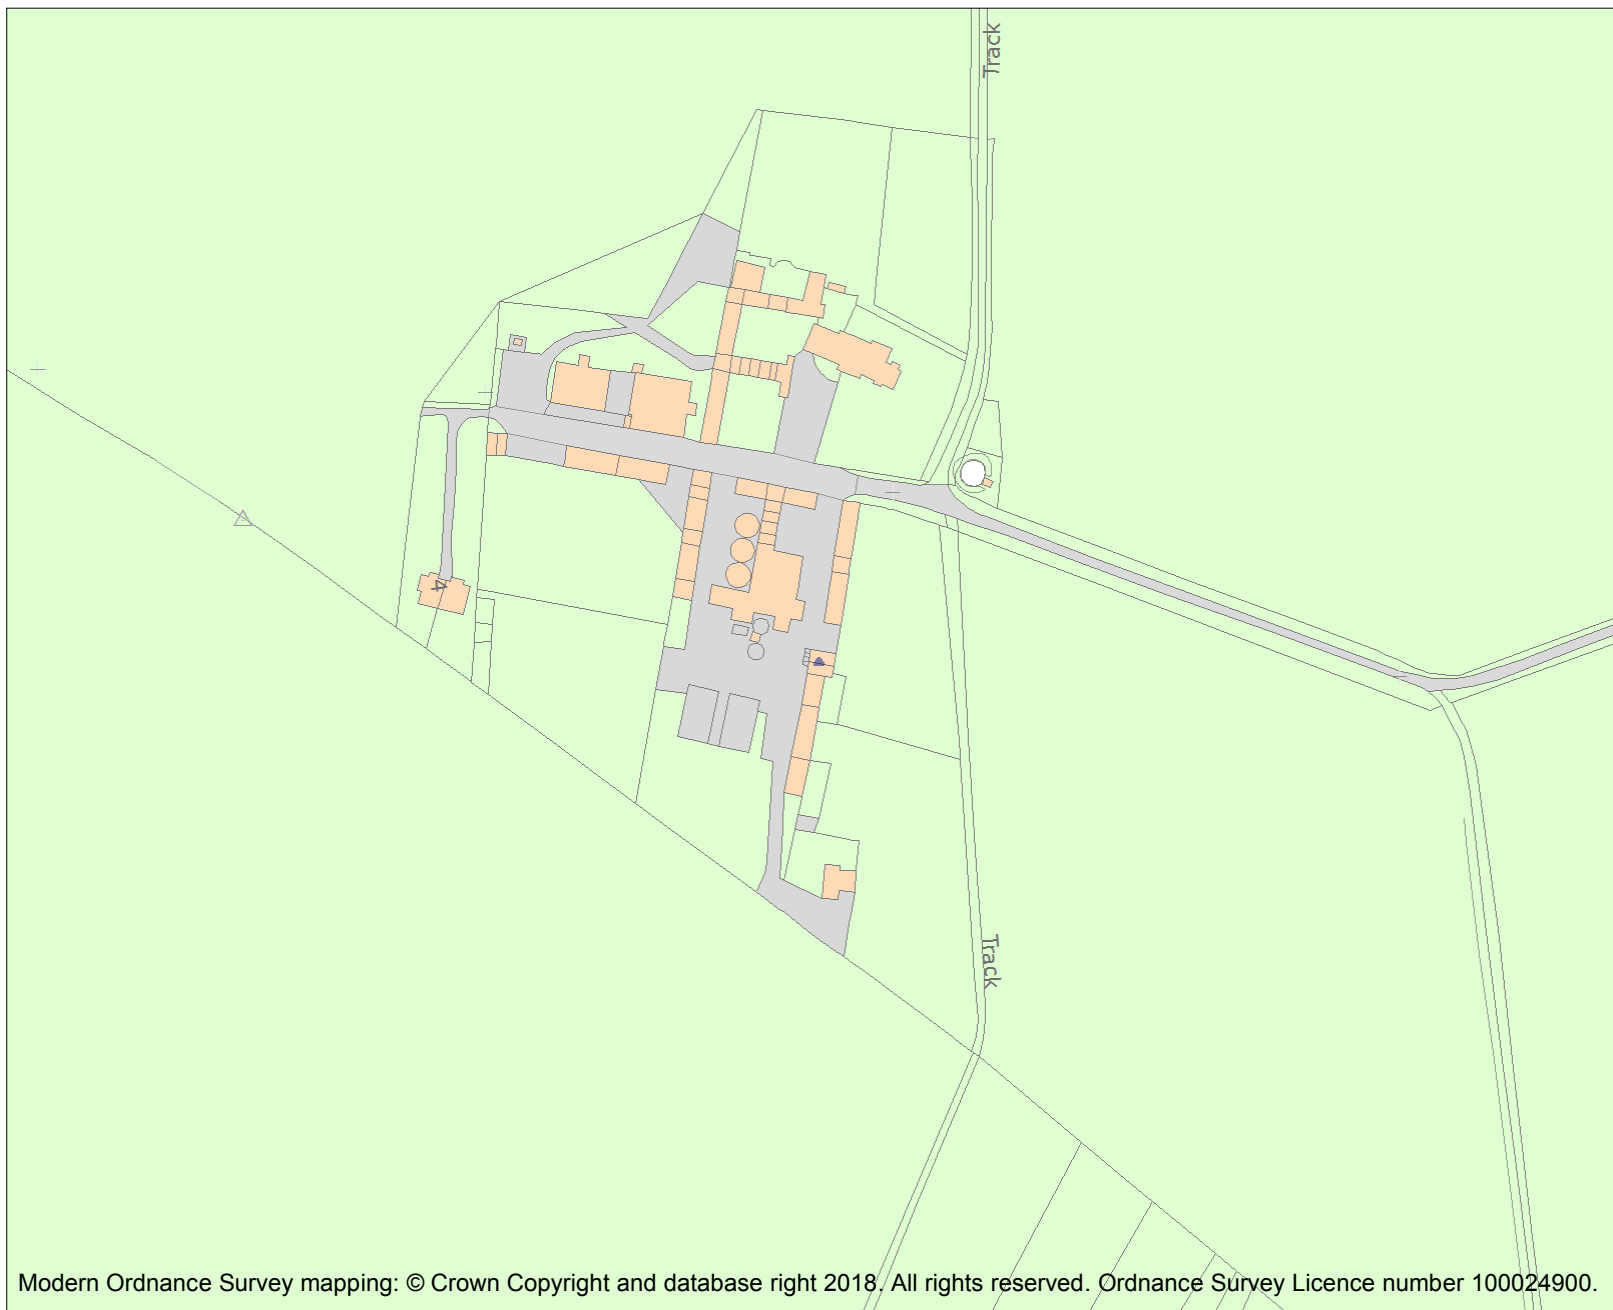 Track
4
Track
Modern Ordnance Survey mapping: © Crown Copyright and database right 2018. All rights reserved. Ordnance Survey Licence number 100024900.